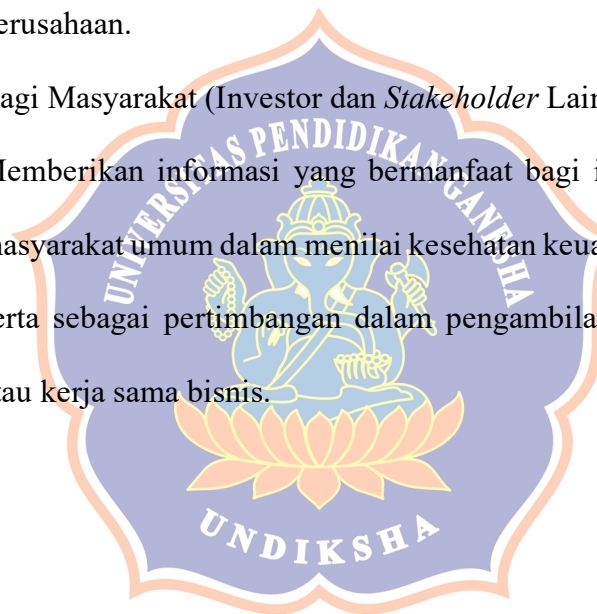 erusahaan.
agi Masyarakat (Investor dan Stakeholder Lain
Memberikan informasi yang bermanfaat bagi i
masyarakat umum dalam menilai kesehatan keua
erta sebagai pertimbangan dalam pengambila
tau kerja sama bisnis.
UNIVERSITAS PENDIDIKAN GANESHA
UNDIKSHA